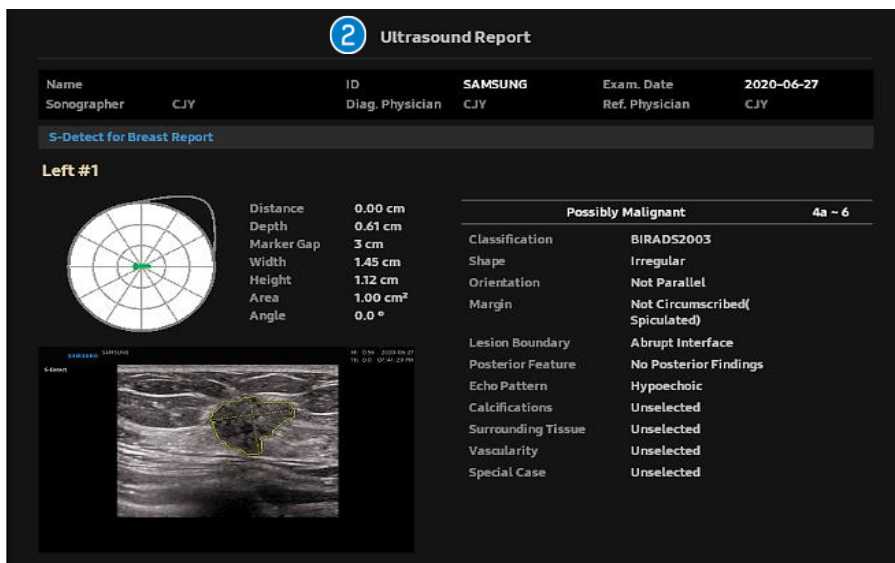 2 Ultrasound Report
Name ID SAMSUNG Exam. Date 2020-06-27
Sonographer CJY Diag. Physician CJY Ref. Physician CJY
S-Detect for Breast Report
Left #1
Distance 0.00 cm
Depth 0.61 cm
Marker Gap 3 cm
Width 1.45 cm
Height 1.12 cm
Area 1.00 cm²
Angle 0.0 º
Possibly Malignant 4a ~ 6
Classification BIRADS2003
Shape Irregular
Orientation Not Parallel
Margin Not Circumscribed(
Spiculated)
Lesion Boundary Abrupt Interface
Posterior Feature No Posterior Findings
Echo Pattern Hypoechoic
Calcifications Unselected
Surrounding Tissue Unselected
Vascularity Unselected
Special Case Unselected
SAMSUNG SAMSUNG
S-Detect